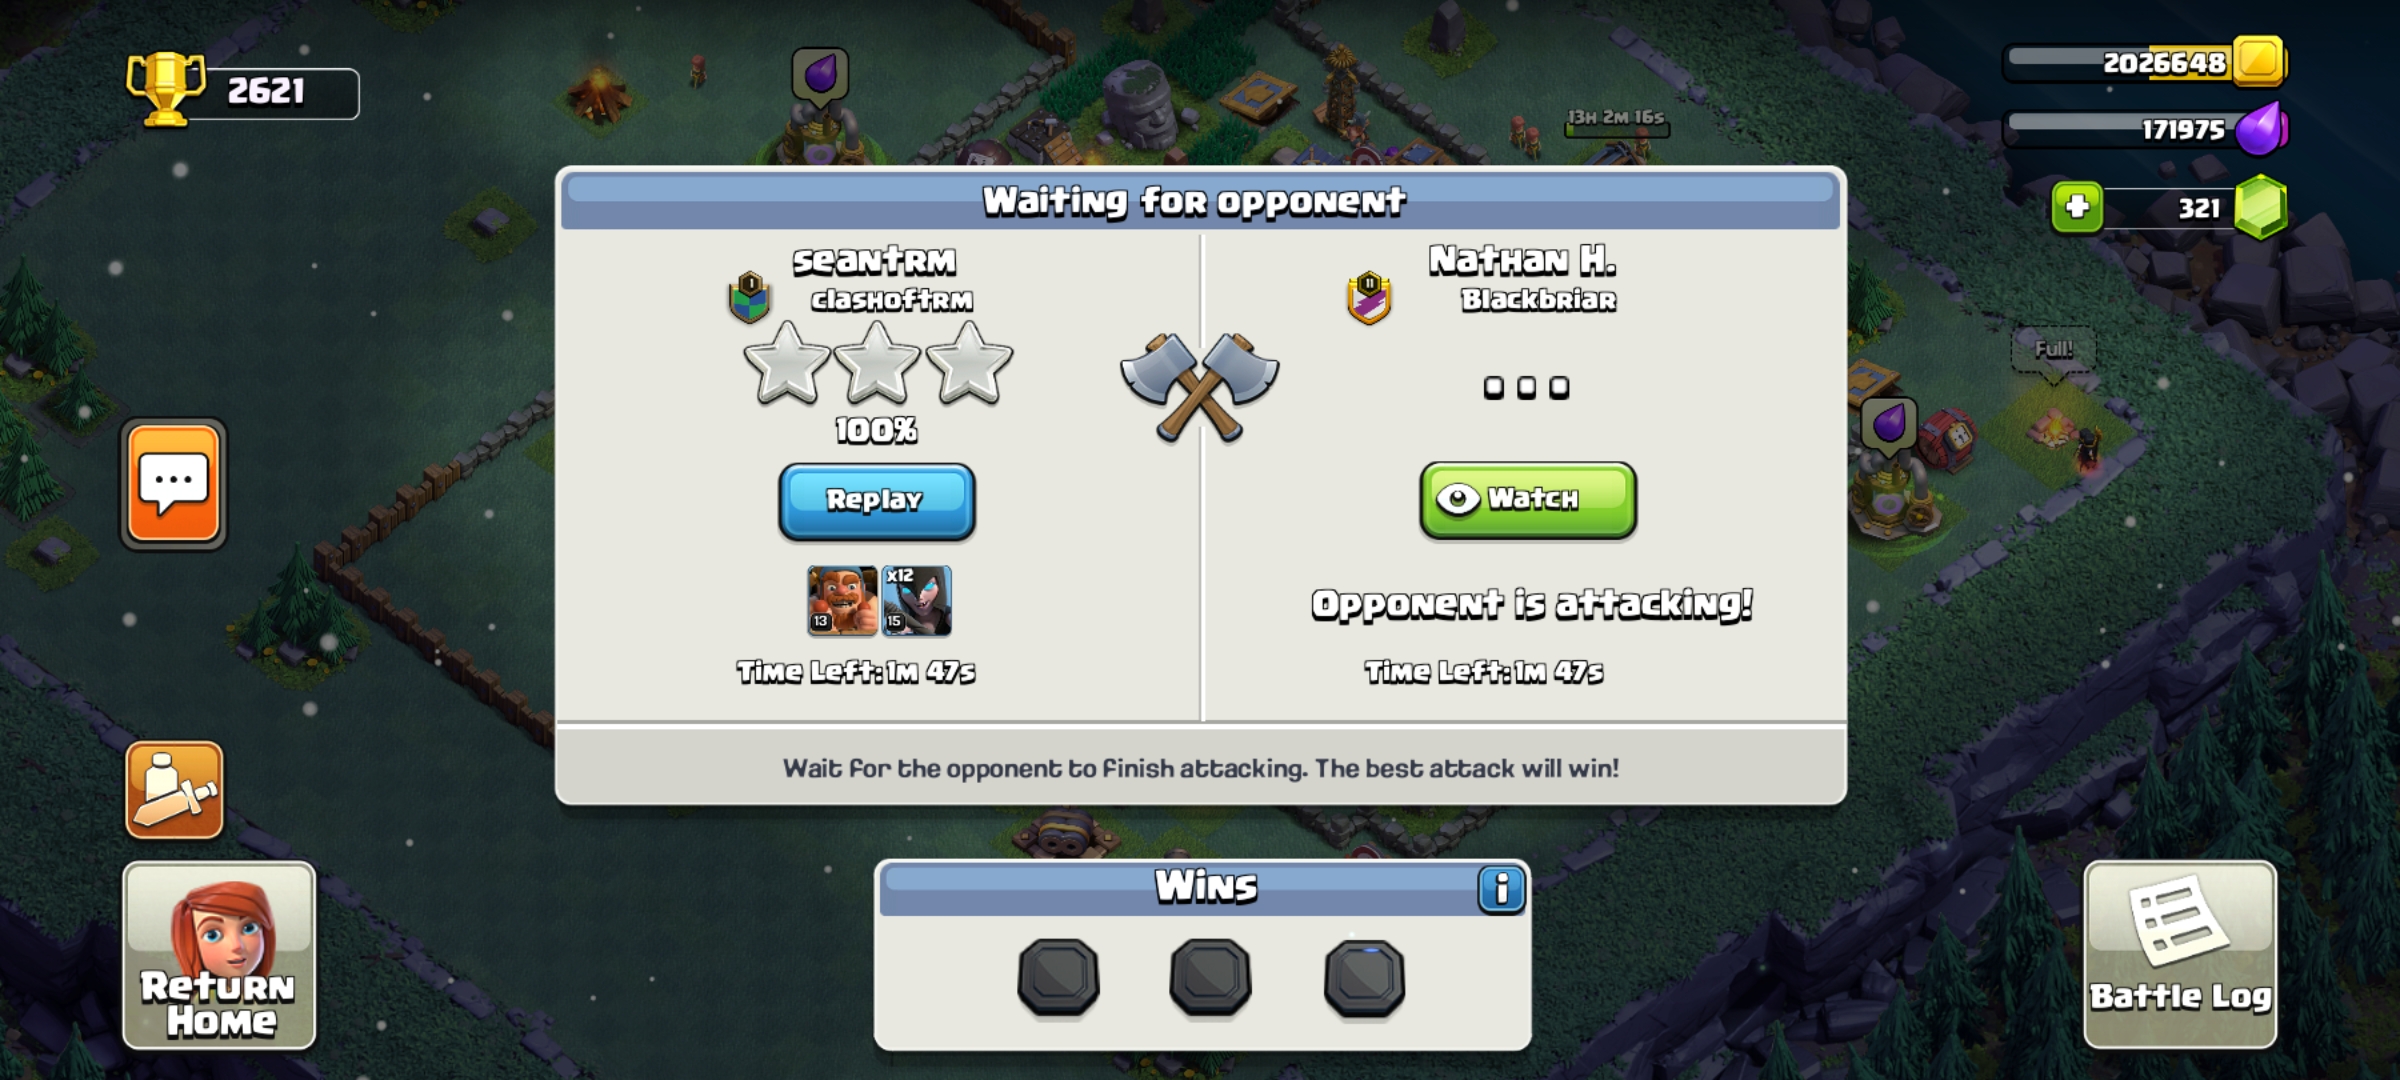 2621
2026648
171975
321
13H 2M 16s
Full!
Waiting for opponent
seantrm
1
clashoftrm
100%
Replay
x12
13
15
Time Left:1M 47s
Nathan H.
11
Blackbriar
Watch
Opponent is attacking!
Time Left:1M 47s
Wait for the opponent to finish attacking. The best attack will win!
Wins
i
Return
Home
Battle Log